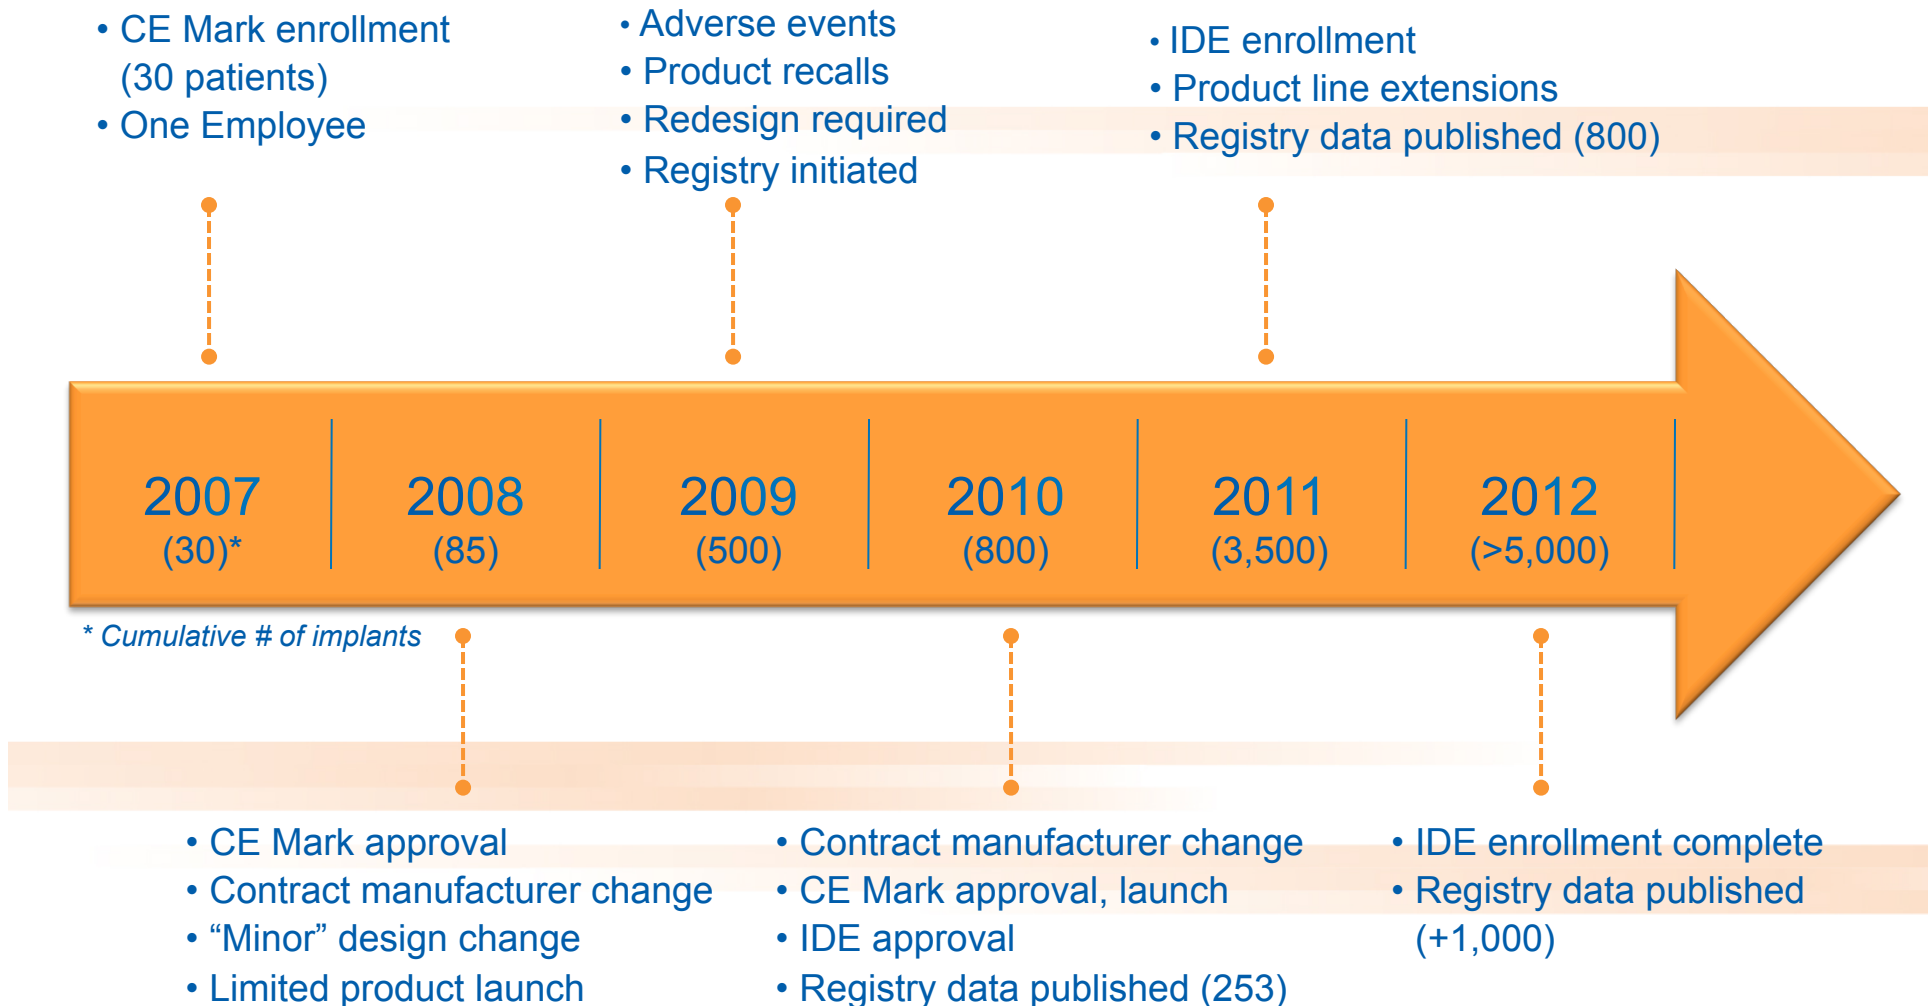 • CE Mark enrollment
(30 patients)
• One Employee
• Adverse events
• Product recalls
• Redesign required
• Registry initiated
• IDE enrollment
• Product line extensions
• Registry data published (800)
2007
(30)*
2008
(85)
2009
(500)
2010
(800)
2011
(3,500)
2012
(>5,000)
* Cumulative # of implants
• CE Mark approval
• Contract manufacturer change
• “Minor” design change
• Limited product launch
• Contract manufacturer change
• CE Mark approval, launch
• IDE approval
• Registry data published (253)
• IDE enrollment complete
• Registry data published
(+1,000)